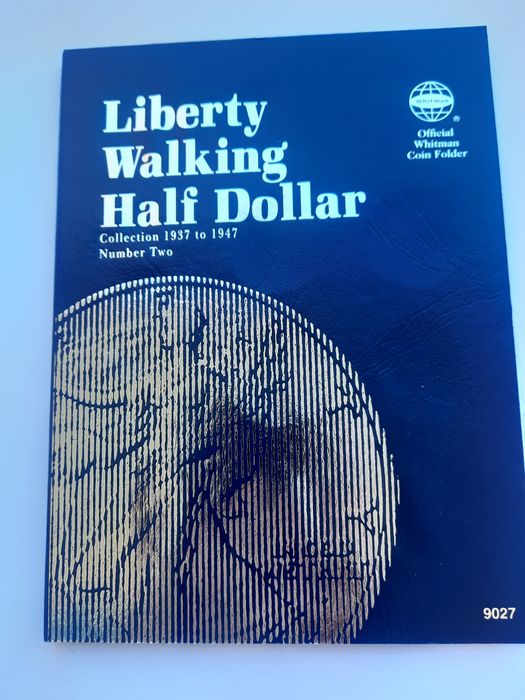 Liberty
Walking
Half Dollar
Collection 1937 to 1947
Number Two
Whitman
®
Official
Whitman
Coin Folder
9027